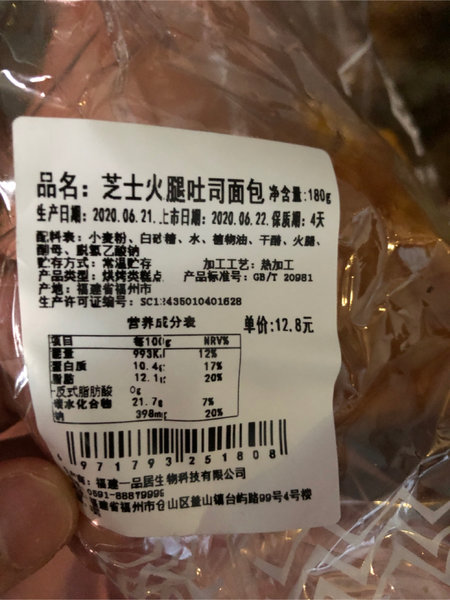 品名：芝士火腿吐司面包 净含量:180g
生产日期：2020.06.21 上市日期：2020.06.22 保质期：4天
配料表：小麦粉、白砂糖、水、植物油、干酪、火腿、
酵母、脱氢乙酸钠
贮存方式：常温贮存 加工工艺：热加工
产品类型：烘烤类糕点 产品标准号：GB/T 20981
产地：福建省福州市
生产许可证编号：
营养成分表 单价:12.8元
项目 每100g NRV%
能量 993KJ 12%
蛋白质 10.4g 17%
脂肪 12.1g 20%
反式脂肪酸 0g
碳水化合物 21.7g 7%
钠 398mg 20%
6 971793 251808
福建一品居生物科技有限公司
福建省福州市仓山区盖山镇台屿路99号4号楼